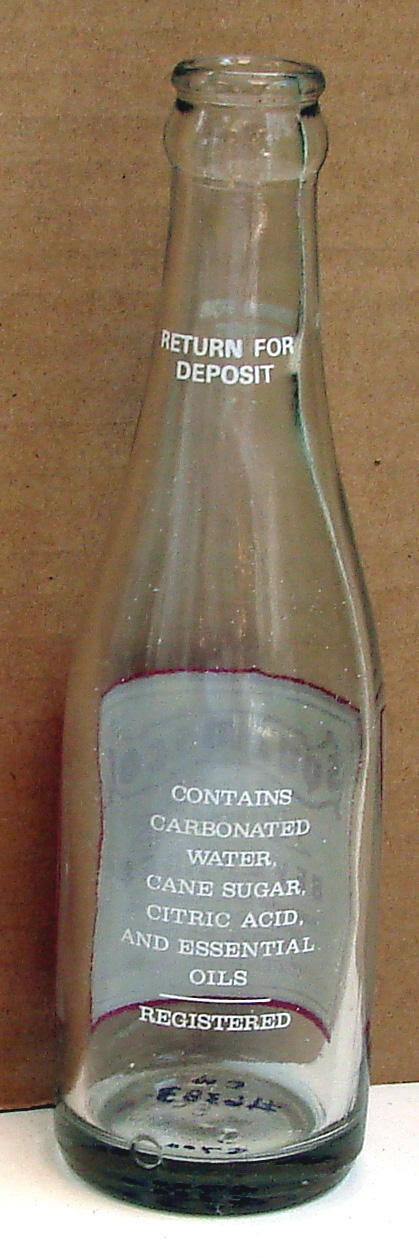 RETURN FOR
DEPOSIT
CONTAINS
CARBONATED
WATER,
CANE SUGAR,
CITRIC ACID,
AND ESSENTIAL
OILS
REGISTERED